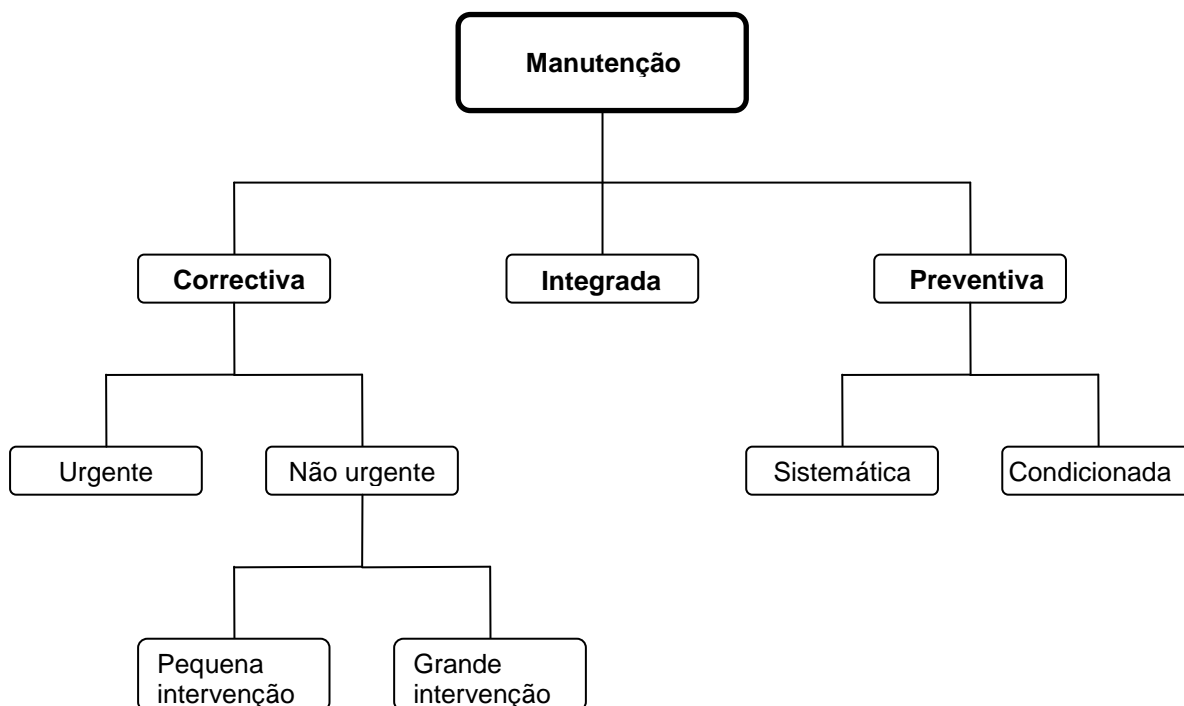 Manutenção
Correctiva
Integrada
Preventiva
Urgente
Não urgente
Sistemática
Condicionada
Pequena
intervenção
Grande
intervenção